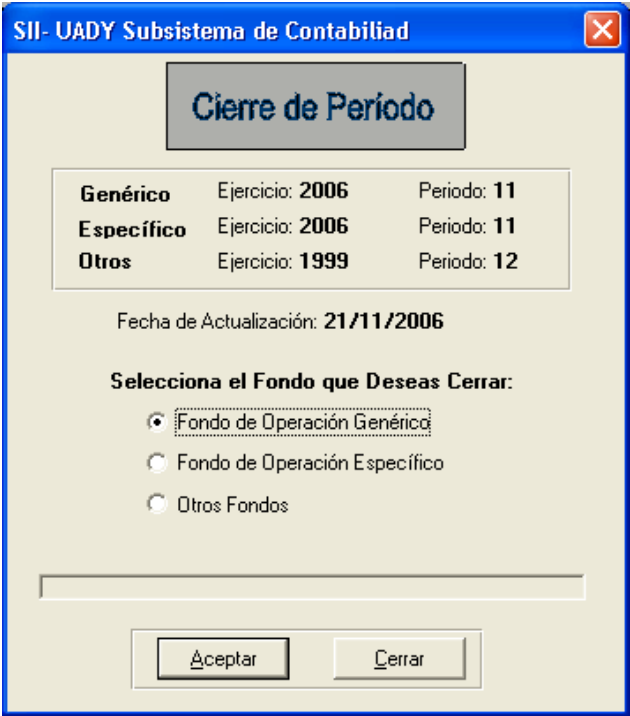 SII- UADY Subsistema de Contabiliad
Cierre de Período
Genérico Ejercicio: 2006 Periodo: 11
Específico Ejercicio: 2006 Periodo: 11
Otros Ejercicio: 1999 Periodo: 12
Fecha de Actualización: 21/11/2006
Selecciona el Fondo que Deseas Cerrar:
Fondo de Operación Genérico
Fondo de Operación Específico
Otros Fondos
Aceptar Cerrar